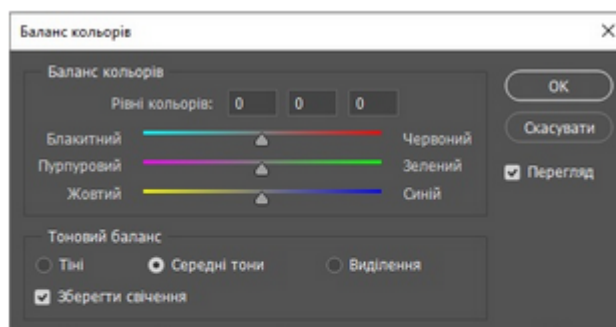 Баланс кольорів
Баланс кольорів
Рівні кольорів: 0 0 0
Блакитний Червоний
Пурпуровий Зелений
Жовтий Синій
OK
Скасувати
Перегляд
Тоновий баланс
Тіні Середні тони Виділення
Зберегти свічення